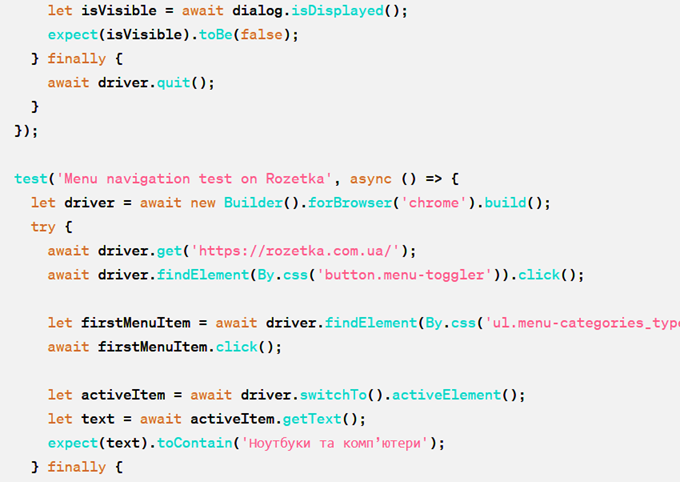 let isVisible = await dialog.isDisplayed();
expect(isVisible).toBe(false);
} finally {
await driver.quit();
}
});
test('Menu navigation test on Rozetka', async () => {
let driver = await new Builder().forBrowser('chrome').build();
try {
await driver.get('https://rozetka.com.ua/');
await driver.findElement(By.css('button.menu-toggler')).click();
let firstMenuItem = await driver.findElement(By.css('ul.menu-categories_type
await firstMenuItem.click();
let activeItem = await driver.switchTo().activeElement();
let text = await activeItem.getText();
expect(text).toContain('Ноутбуки та комп’ютери');
} finally {